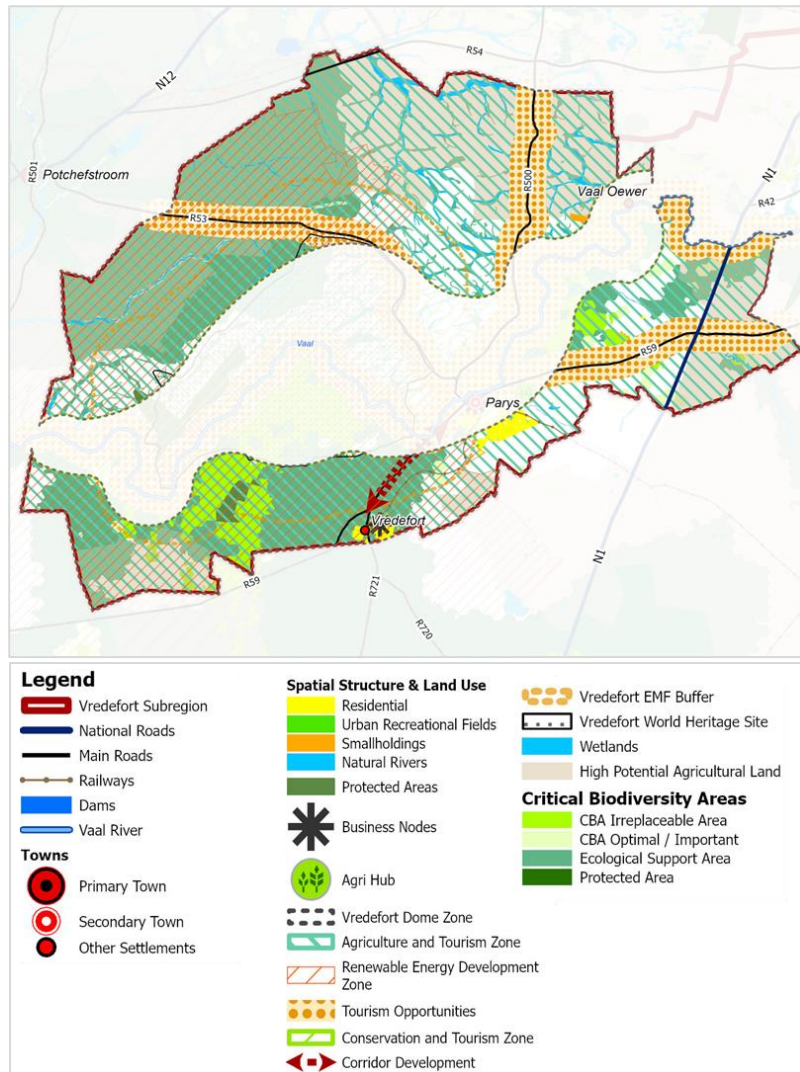 R54
N12
R501
Potchefstroom
R500
Vaal Oewer
N1
R42
R53
Vaal
R59
Parys
Vredefort
R59
R721
R720
N1
Legend
Vredefort Subregion
National Roads
Main Roads
Railways
Dams
Vaal River
Towns
Primary Town
Secondary Town
Other Settlements
Spatial Structure & Land Use
Residential
Urban Recreational Fields
Smallholdings
Natural Rivers
Protected Areas
Business Nodes
Agri Hub
Vredefort Dome Zone
Agriculture and Tourism Zone
Renewable Energy Development
Zone
Tourism Opportunities
Conservation and Tourism Zone
Corridor Development
Vredefort EMF Buffer
Vredefort World Heritage Site
Wetlands
High Potential Agricultural Land
Critical Biodiversity Areas
CBA Irreplaceable Area
CBA Optimal / Important
Ecological Support Area
Protected Area